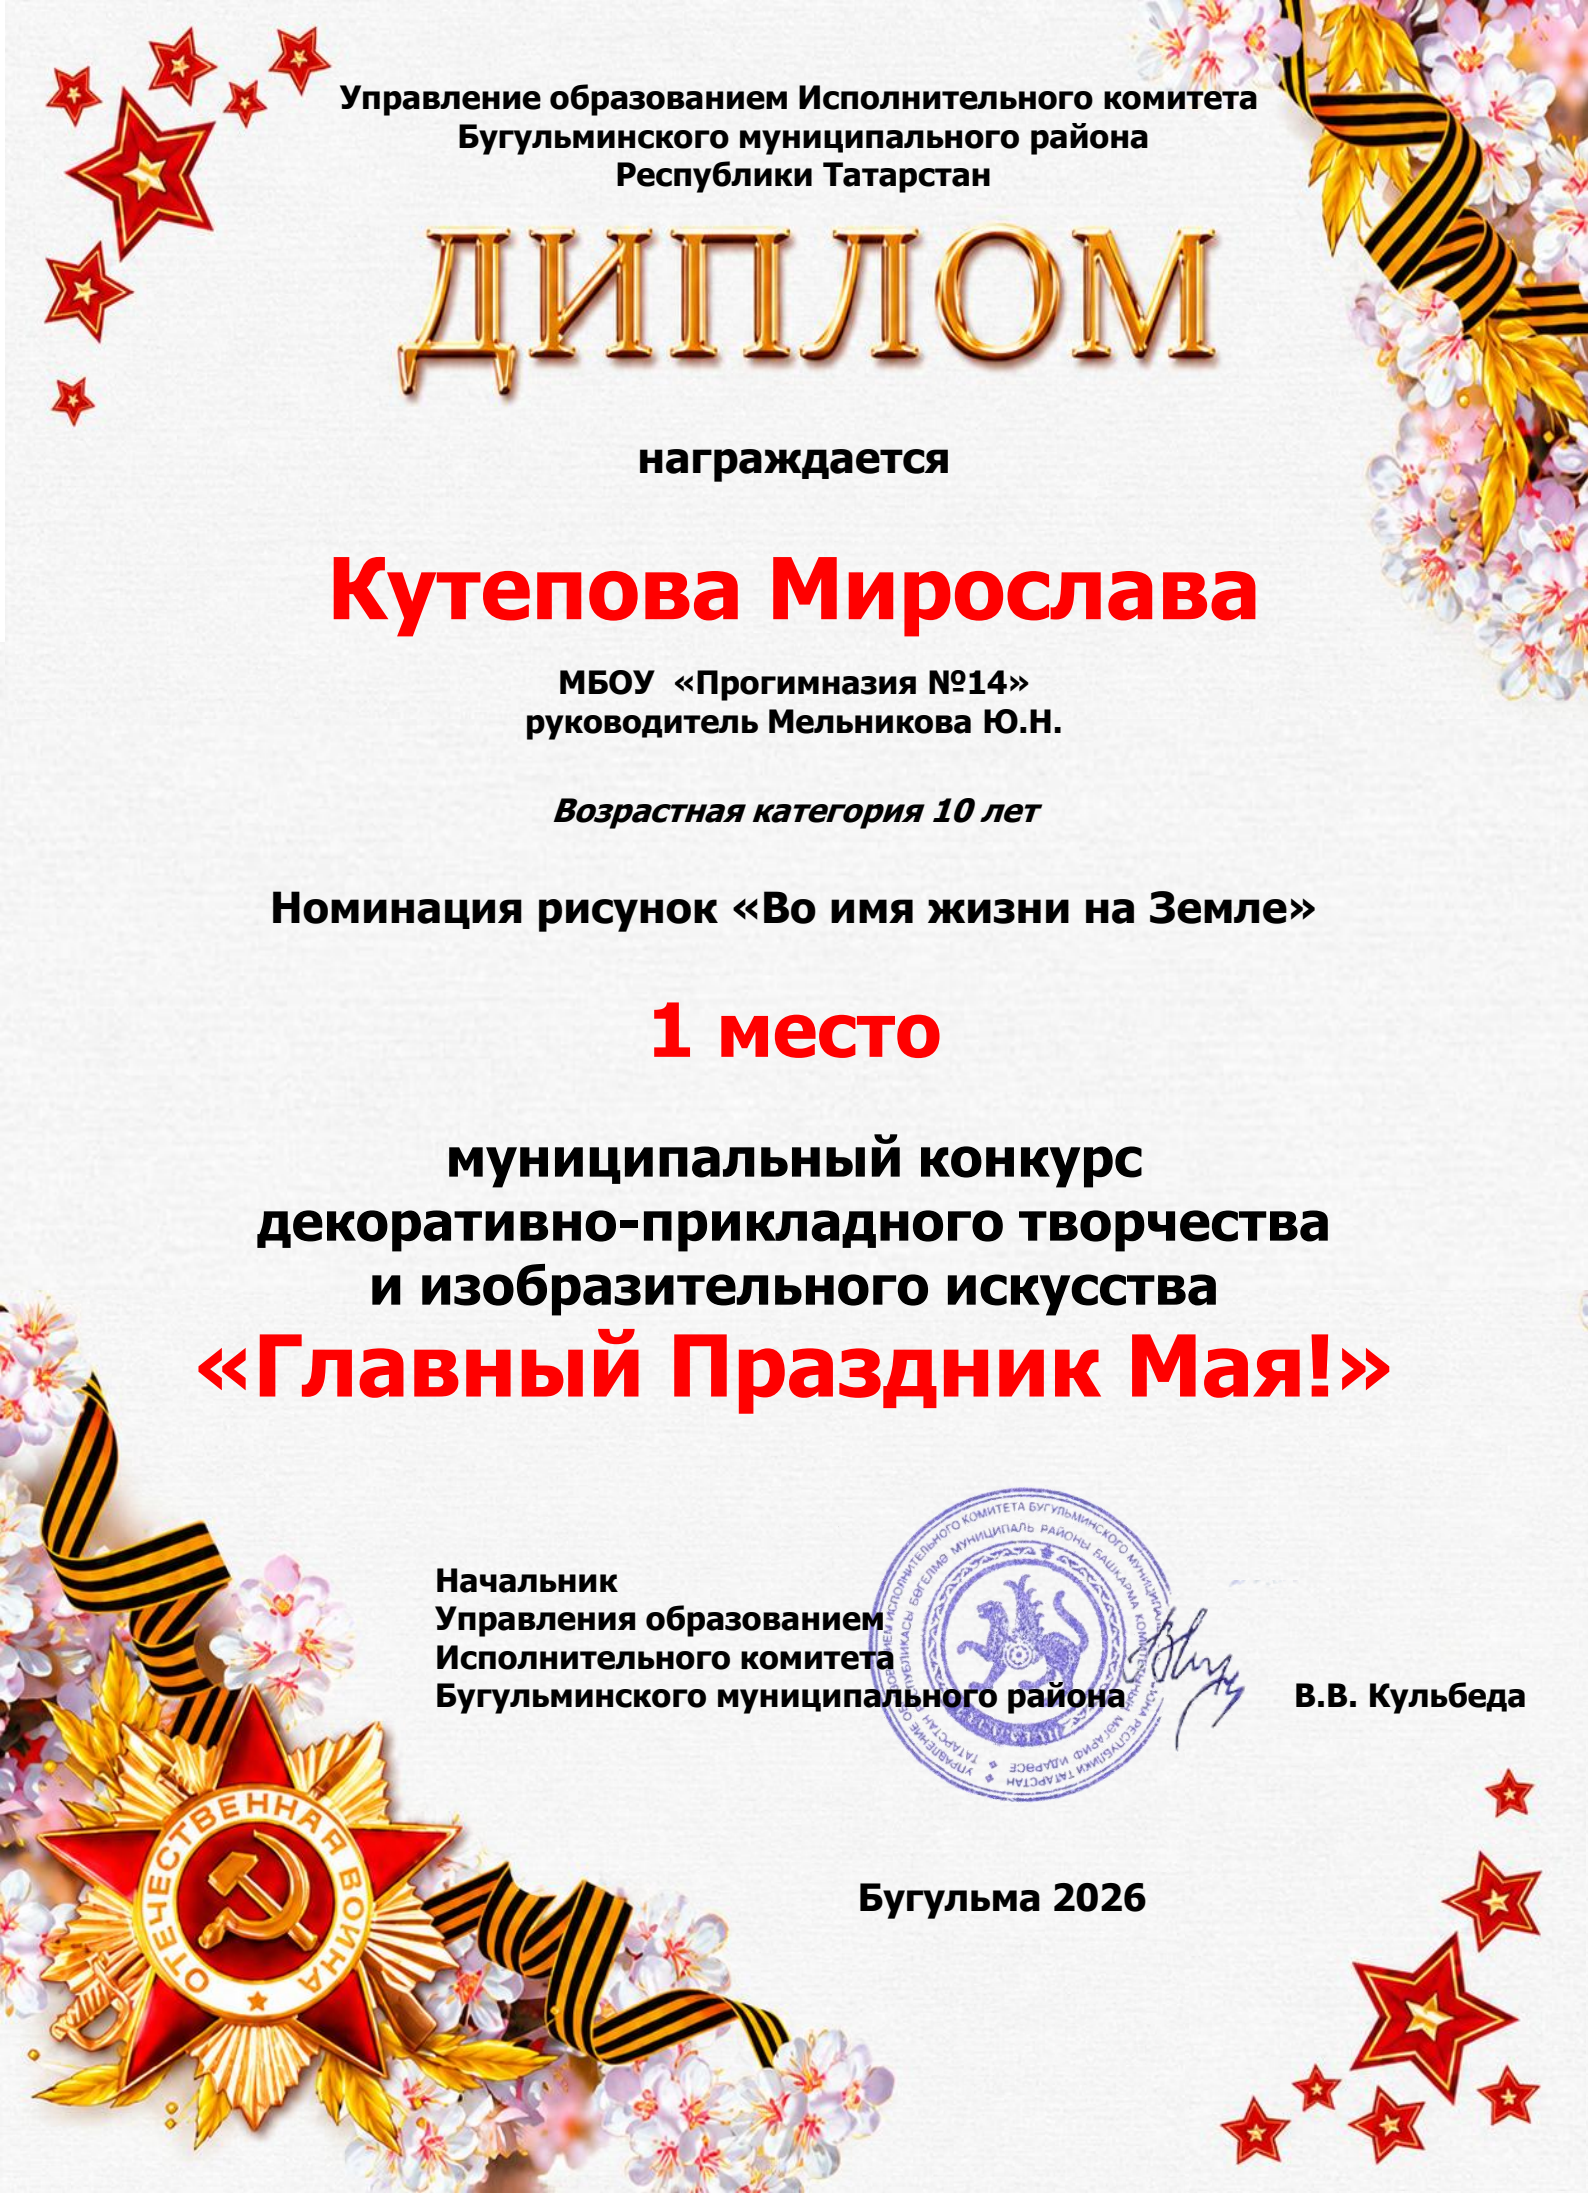 Управление образованием Исполнительного комитета
Бугульминского муниципального района
Республики Татарстан
ДИПЛОМ
награждается
Кутепова Мирослава
МБОУ «Прогимназия №14»
руководитель Мельникова Ю.Н.
Возрастная категория 10 лет
Номинация рисунок «Во имя жизни на Земле»
1 место
муниципальный конкурс
декоративно-прикладного творчества
и изобразительного искусства
«Главный Праздник Мая!»
Начальник
Управления образованием
Исполнительного комитета
Бугульминского муниципального района
В.В. Кульбеда
Бугульма 2026
ОТЕЧЕСТВЕННАЯ ВОЙНА